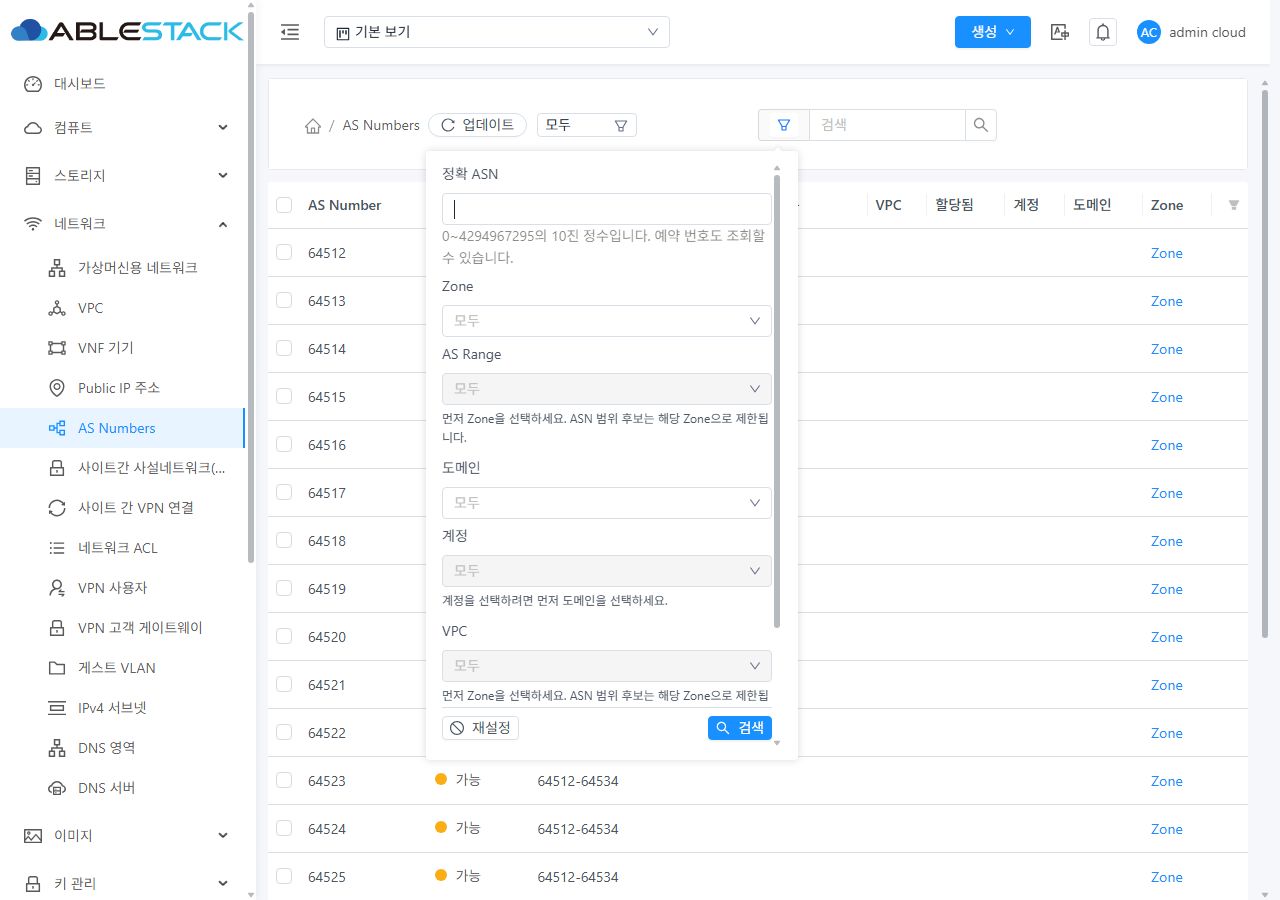 ABLESTACK
기본 보기
생성
AC
admin cloud
대시보드
컴퓨트
스토리지
네트워크
가상머신용 네트워크
VPC
VNF 기기
Public IP 주소
AS Numbers
사이트간 사설네트워크(...
사이트 간 VPN 연결
네트워크 ACL
VPN 사용자
VPN 고객 게이트웨이
게스트 VLAN
IPv4 서브넷
DNS 영역
DNS 서버
이미지
키 관리
/ AS Numbers
업데이트
모두
검색
AS Number
VPC
할당됨
계정
도메인
Zone
64512
Zone
64513
Zone
64514
Zone
64515
Zone
64516
Zone
64517
Zone
64518
Zone
64519
Zone
64520
Zone
64521
Zone
64522
Zone
64523
가능
64512-64534
Zone
64524
가능
64512-64534
Zone
64525
가능
64512-64534
Zone
정확 ASN
0~4294967295의 10진 정수입니다. 예약 번호도 조회할
수 있습니다.
Zone
모두
AS Range
모두
먼저 Zone을 선택하세요. ASN 범위 후보는 해당 Zone으로 제한됩
니다.
도메인
모두
계정
모두
계정을 선택하려면 먼저 도메인을 선택하세요.
VPC
모두
먼저 Zone을 선택하세요. ASN 범위 후보는 해당 Zone으로 제한됩
재설정
검색